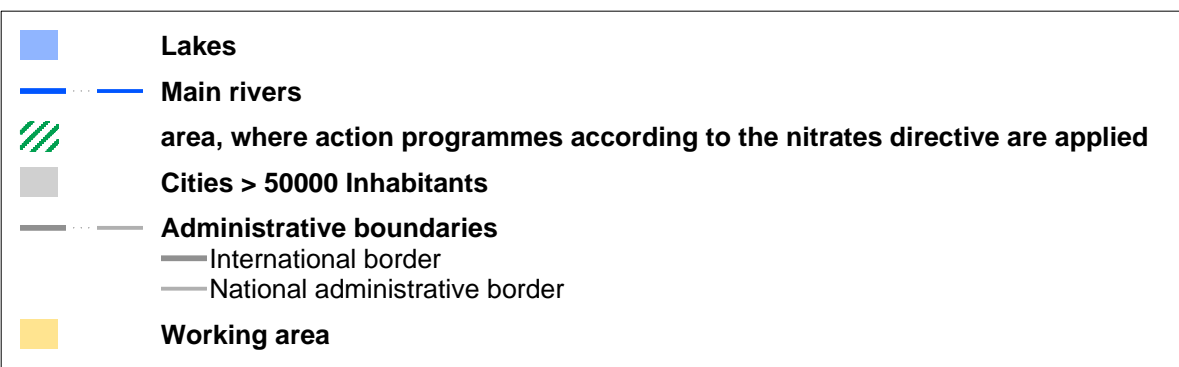 Lakes
Main rivers
area, where action programmes according to the nitrates directive are applied
Cities > 50000 Inhabitants
Administrative boundaries
International border
National administrative border
Working area